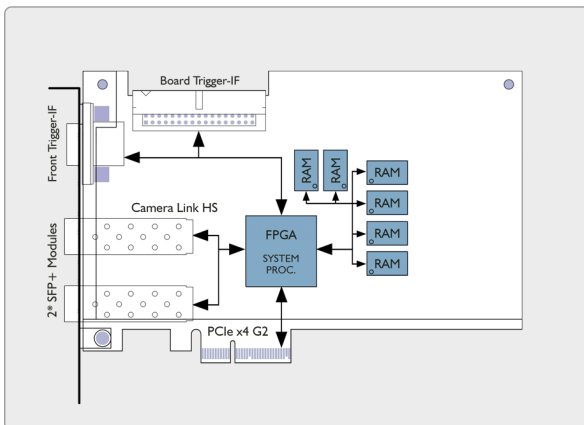 Board Trigger-IF
Front Trigger-IF
RAM
RAM
RAM
RAM
RAM
RAM
Camera Link HS
FPGA
SYSTEM
PROC.
2* SFP+ Modules
PCIe x4 G2